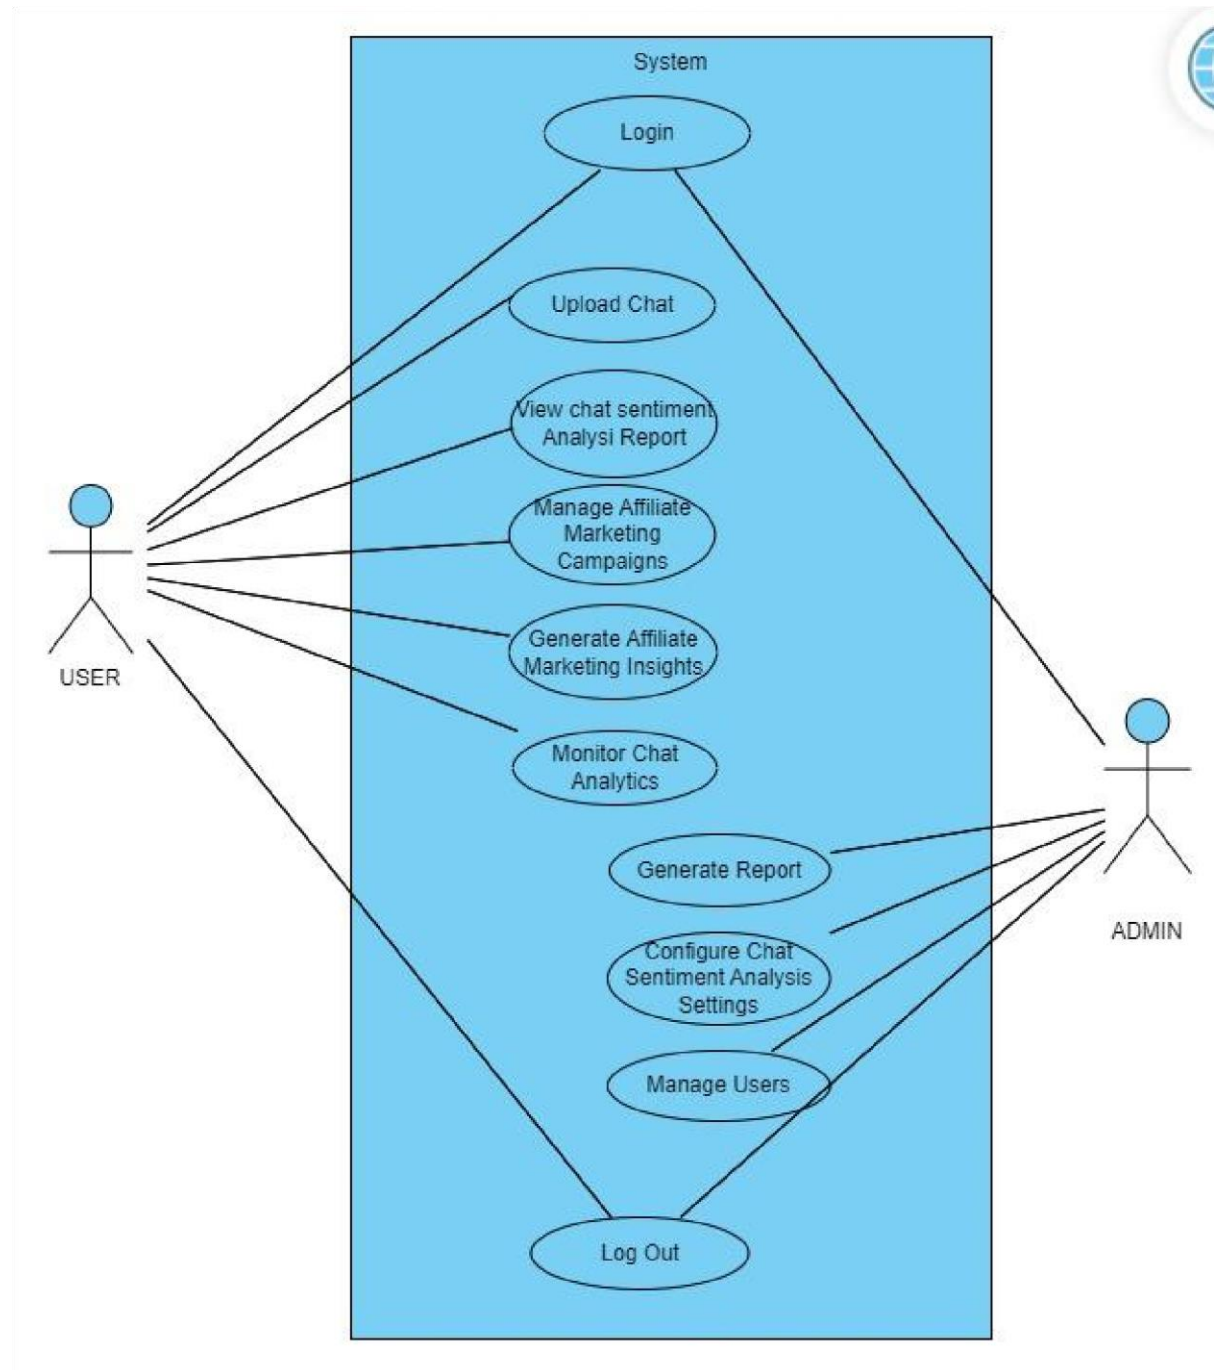 System
Login
Upload Chat
View chat sentiment
Analysi Report
Manage Affiliate
Marketing
Campaigns
Generate Affiliate
Marketing Insights
Monitor Chat
Analytics
USER
Generate Report
Configure Chat
Sentiment Analysis
Settings
Manage Users
ADMIN
Log Out